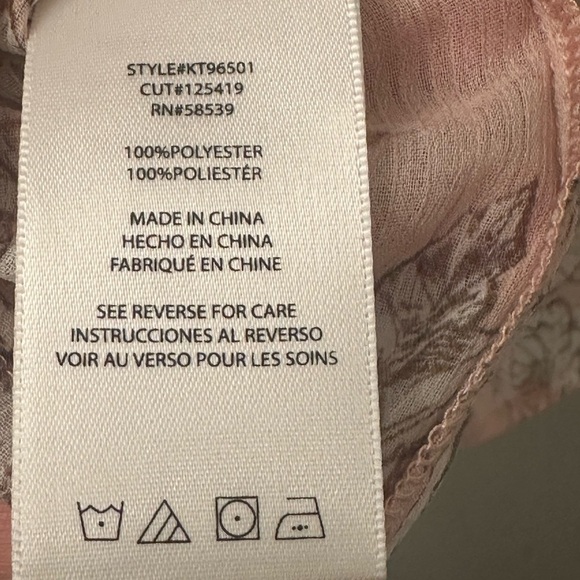 STYLE#KT96501
CUT#125419
RN#58539
100%POLYESTER
100%POLIESTÉR
MADE IN CHINA
HECHO EN CHINA
FABRIQUÉ EN CHINE
SEE REVERSE FOR CARE
INSTRUCCIONES AL REVERSO
VOIR AU VERSO POUR LES SOINS